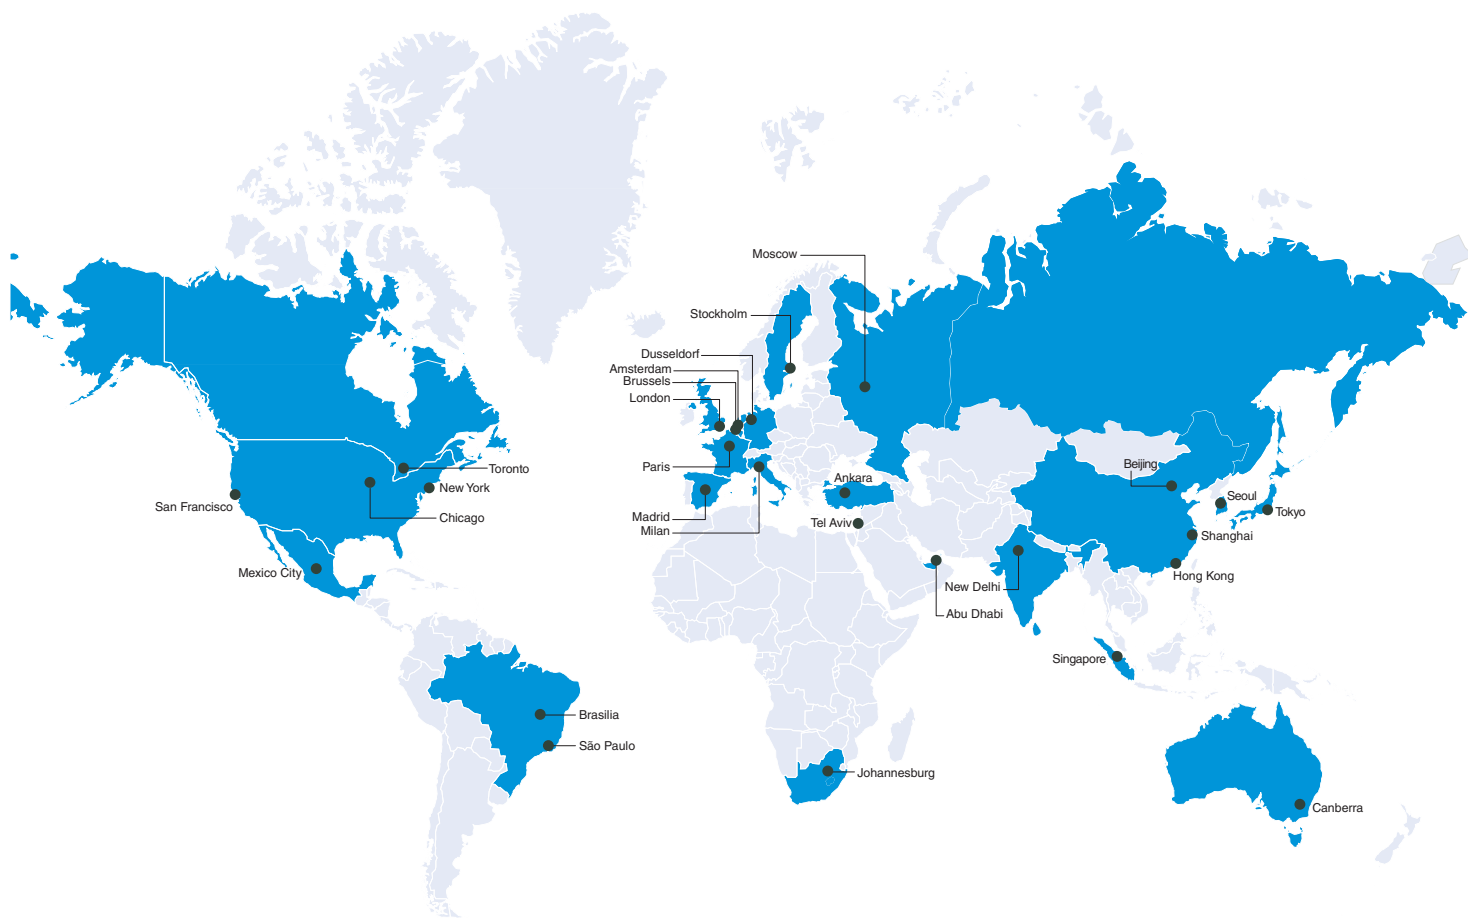 Moscow
Stockholm
Dusseldorf
Amsterdam
Brussels
London
Paris
Madrid
Milan
Ankara
Tel Aviv
Beijing
Seoul
Tokyo
Shanghai
Hong Kong
New Delhi
Abu Dhabi
Singapore
Toronto
New York
San Francisco
Chicago
Mexico City
Brasilia
São Paulo
Johannesburg
Canberra